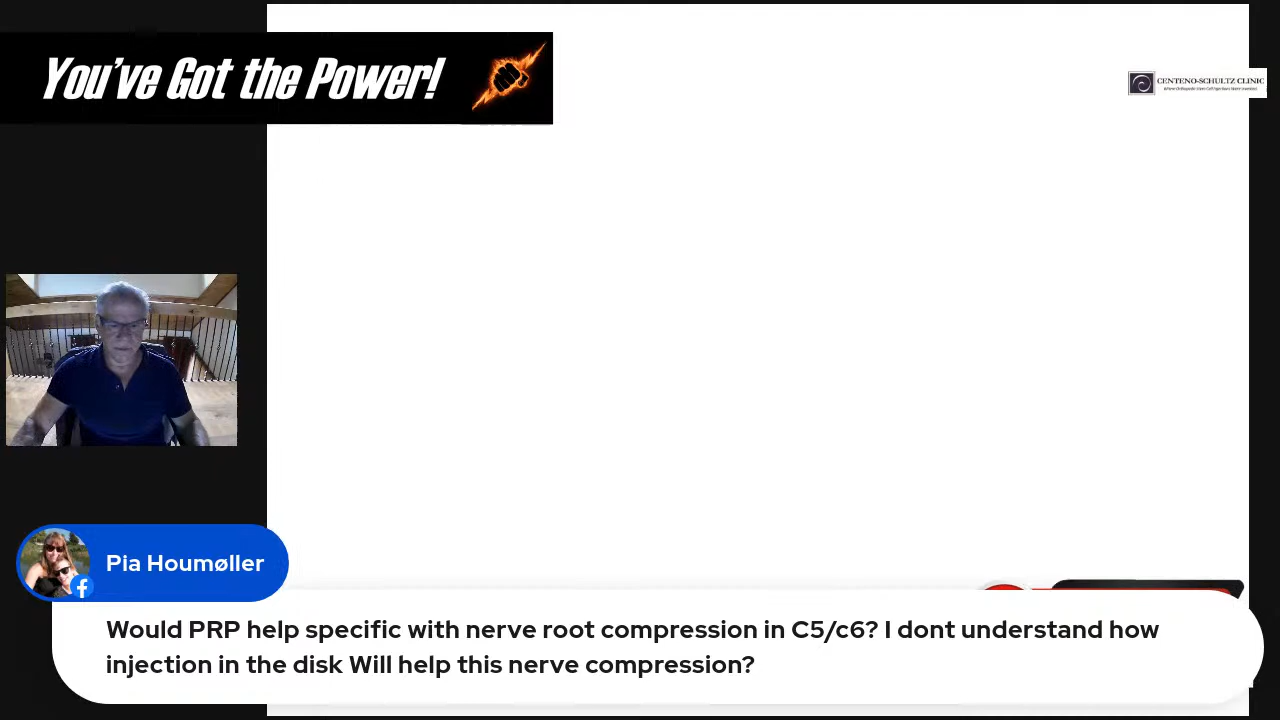 You've Got the Power!
CENTENO-SCHULTZ CLINIC
Pia Houmøller
Would PRP help specific with nerve root compression in C5/c6? I dont understand how
injection in the disk Will help this nerve compression?